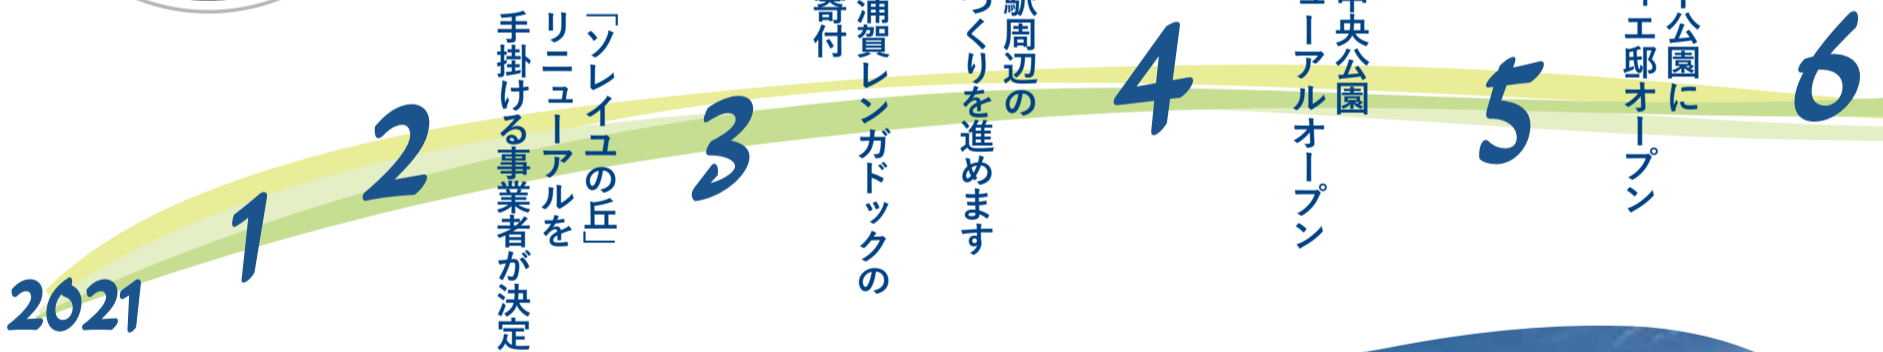 2021
1
2
「ソレイユの丘」
リニューアルを
手掛ける事業者が決定
3
浦賀レンガドックの
寄付
駅周辺の
づくりを進めます
4
中央公園
ューアルオープン
5
公園に
エ邸オープン
6